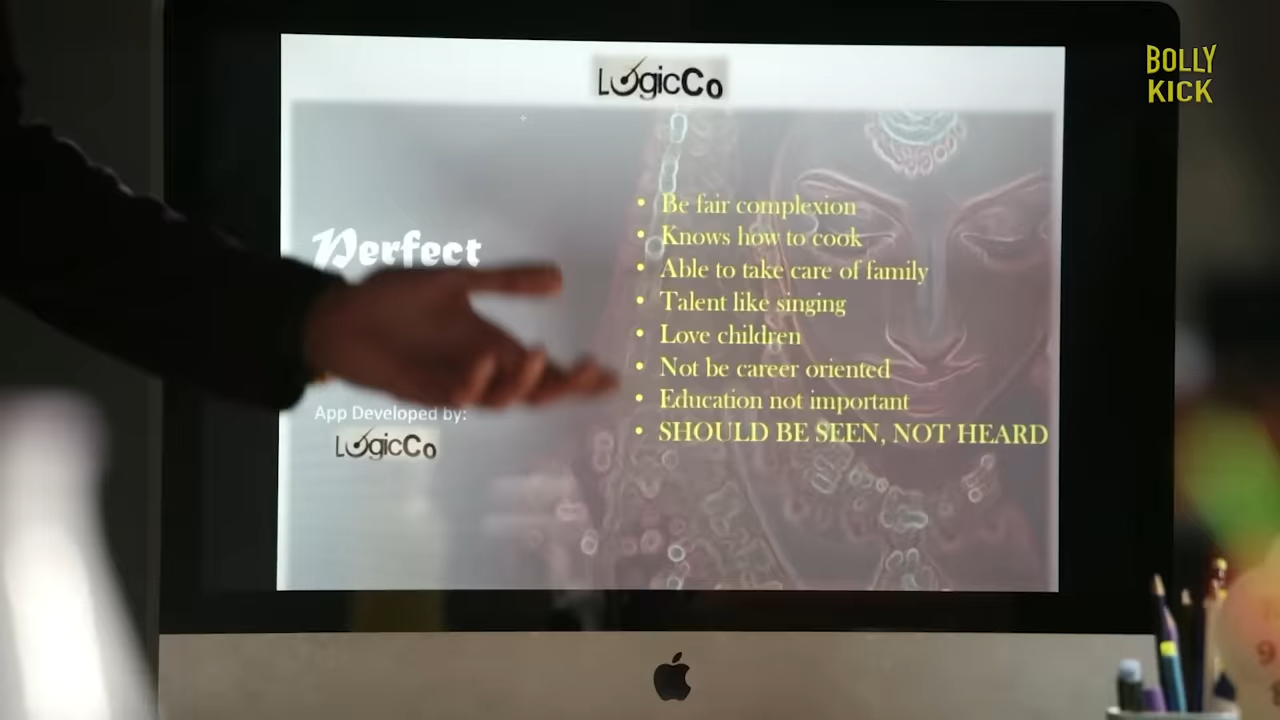 LogicCo
BOLLY
KICK
Perfect
• Be fair complexion
• Knows how to cook
• Able to take care of family
• Talent like singing
• Love children
• Not be career oriented
• Education not important
• SHOULD BE SEEN, NOT HEARD
App Developed by:
LogicCo